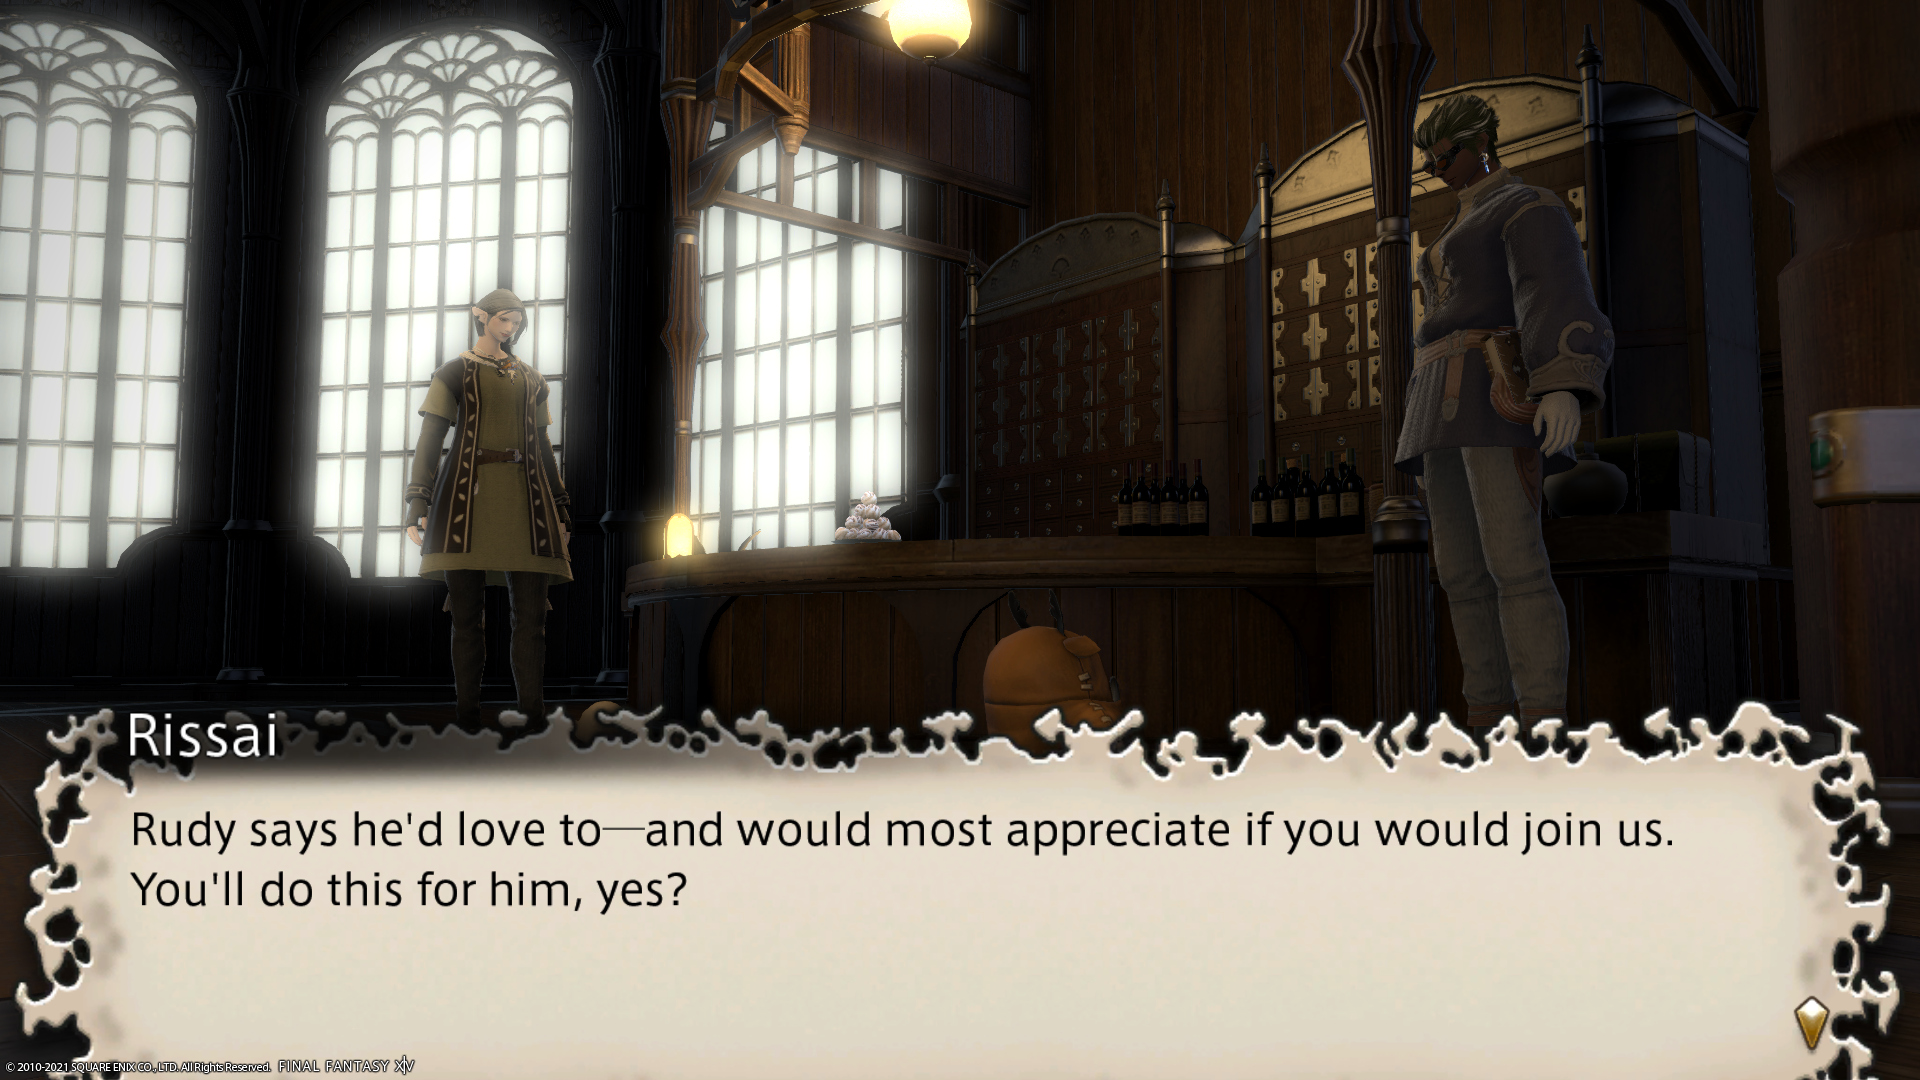 Rissai
Rudy says he'd love to—and would most appreciate if you would join us.
You'll do this for him, yes?
© 2010-2021 SQUARE ENIX CO., LTD. All Rights Reserved. FINAL FANTASY XIV